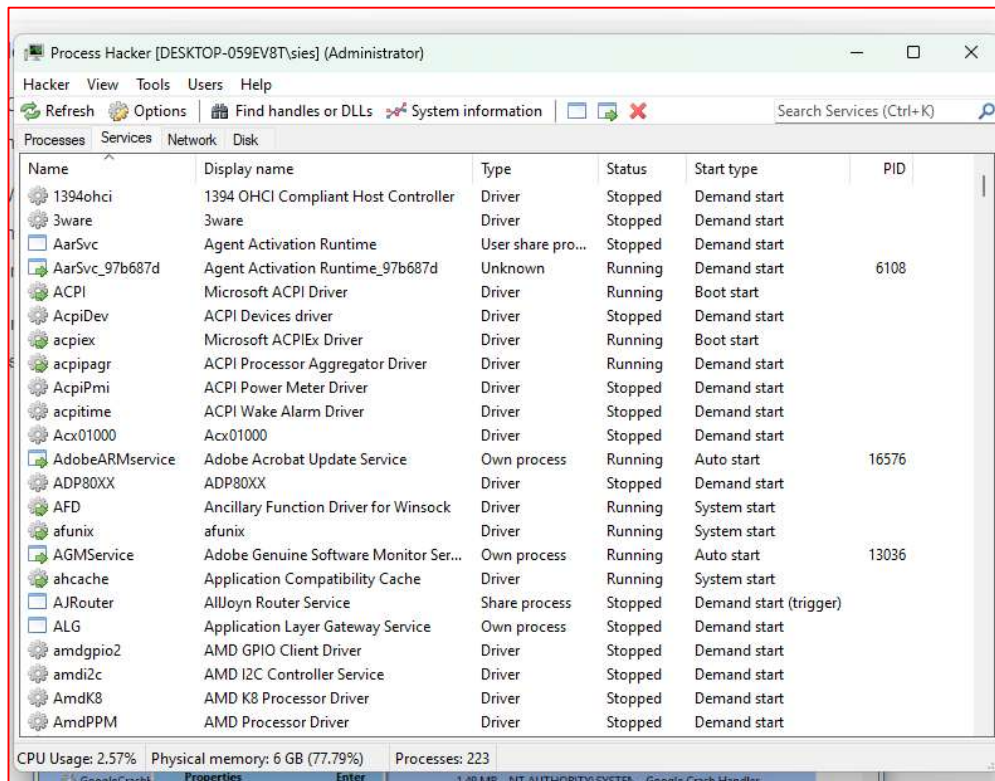 Process Hacker [DESKTOP-059EV8T\sies] (Administrator)
Hacker View Tools Users Help
Refresh Options Find handles or DLLs System information Search Services (Ctrl+K)
Processes Services Network Disk
Name Display name Type Status Start type PID
1394ohci 1394 OHCI Compliant Host Controller Driver Stopped Demand start
3ware 3ware Driver Stopped Demand start
AarSvc Agent Activation Runtime User share pro... Stopped Demand start
AarSvc_97b687d Agent Activation Runtime_97b687d Unknown Running Demand start 6108
ACPI Microsoft ACPI Driver Driver Running Boot start
AcpiDev ACPI Devices driver Driver Stopped Demand start
acpiex Microsoft ACPIEx Driver Driver Running Boot start
acpipagr ACPI Processor Aggregator Driver Driver Running Demand start
AcpiPmi ACPI Power Meter Driver Driver Stopped Demand start
acpitime ACPI Wake Alarm Driver Driver Stopped Demand start
Acx01000 Acx01000 Driver Stopped Demand start
AdobeARMservice Adobe Acrobat Update Service Own process Running Auto start 16576
ADP80XX ADP80XX Driver Stopped Demand start
AFD Ancillary Function Driver for Winsock Driver Running System start
afunix afunix Driver Running System start
AGMService Adobe Genuine Software Monitor Ser... Own process Running Auto start 13036
ahcache Application Compatibility Cache Driver Running System start
AJRouter AllJoyn Router Service Share process Stopped Demand start (trigger)
ALG Application Layer Gateway Service Own process Stopped Demand start
amdgpio2 AMD GPIO Client Driver Driver Stopped Demand start
amdi2c AMD I2C Controller Service Driver Stopped Demand start
AmdK8 AMD K8 Processor Driver Driver Stopped Demand start
AmdPPM AMD Processor Driver Driver Stopped Demand start
CPU Usage: 2.57% Physical memory: 6 GB (77.79%) Processes: 223
Properties Enter 1.49 MB NT AUTHORITY\SYSTEM Google Crash Handler